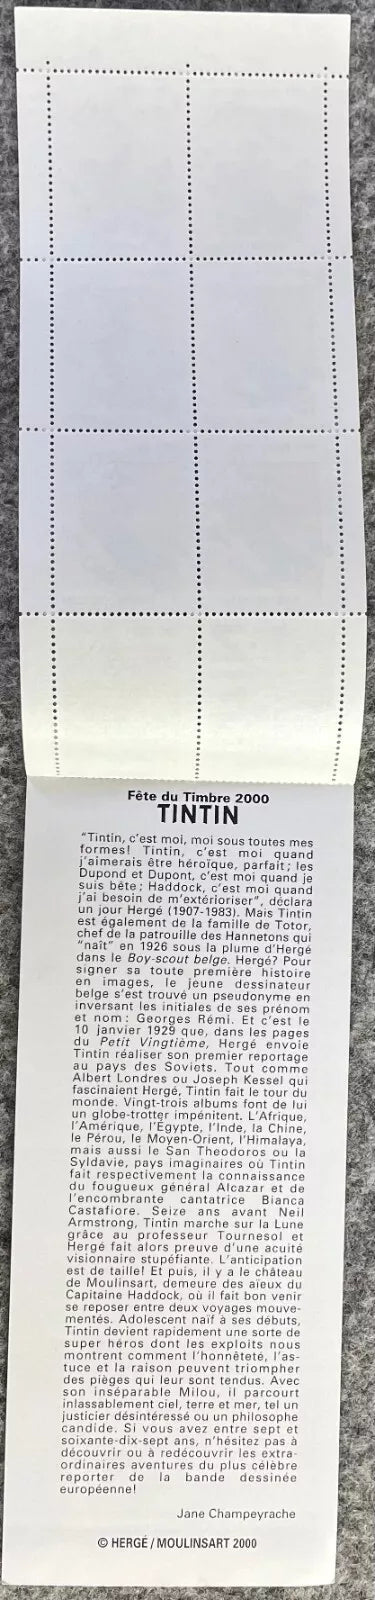 Fête du Timbre 2000
TINTIN
"Tintin, c'est moi, moi sous toutes mes
formes! Tintin, c'est moi quand
j'aimerais être héroïque, parfait; les
Dupond et Dupont, c'est moi quand je
suis bête; Haddock, c'est moi quand
j'ai besoin de m'extérioriser", déclara
un jour Hergé (1907-1983). Mais Tintin
est également de la famille de Totor,
chef de la patrouille des Hannetons qui
"naît" en 1926 sous la plume d'Hergé
dans le Boy-scout belge. Hergé? Pour
signer sa toute première histoire
en images, le jeune dessinateur
belge s'est trouvé un pseudonyme en
inversant les initiales de ses prénom
et nom: Georges Rémi. Et c'est le
10 janvier 1929 que, dans les pages
du Petit Vingtième, Hergé envoie
Tintin réaliser son premier reportage
au pays des Soviets. Tout comme
Albert Londres ou Joseph Kessel qui
fascinaient Hergé, Tintin fait le tour du
monde. Vingt-trois albums font de lui
un globe-trotter impénitent. L'Afrique,
l'Amérique, l'Égypte, l'Inde, la Chine,
le Pérou, le Moyen-Orient, l'Himalaya,
mais aussi le San Theodoros ou la
Syldavie, pays imaginaires où Tintin
fait respectivement la connaissance
du fougueux général Alcazar et de
l'encombrante cantatrice Bianca
Castafiore. Seize ans avant Neil
Armstrong, Tintin marche sur la Lune
grâce au professeur Tournesol et
Hergé fait alors preuve d'une acuité
visionnaire stupéfiante. L'anticipation
est de taille! Et puis, il y a le château
de Moulinsart, demeure des aïeux du
Capitaine Haddock, où il fait bon venir
se reposer entre deux voyages mouve-
mentés. Adolescent naïf à ses débuts,
Tintin devient rapidement une sorte de
super héros dont les exploits nous
montrent comment l'honnêteté, l'as-
tuce et la raison peuvent triompher
des pièges qui leur sont tendus. Avec
son inséparable Milou, il parcourt
inlassablement ciel, terre et mer, tel un
justicier désintéressé ou un philosophe
candide. Si vous avez entre sept et
soixante-dix-sept ans, n'hésitez pas à
découvrir ou à redécouvrir les extra-
ordinaires aventures du plus célèbre
reporter de la bande dessinée
européenne!
Jane Champeyrache
© HERGÉ / MOULINSART 2000